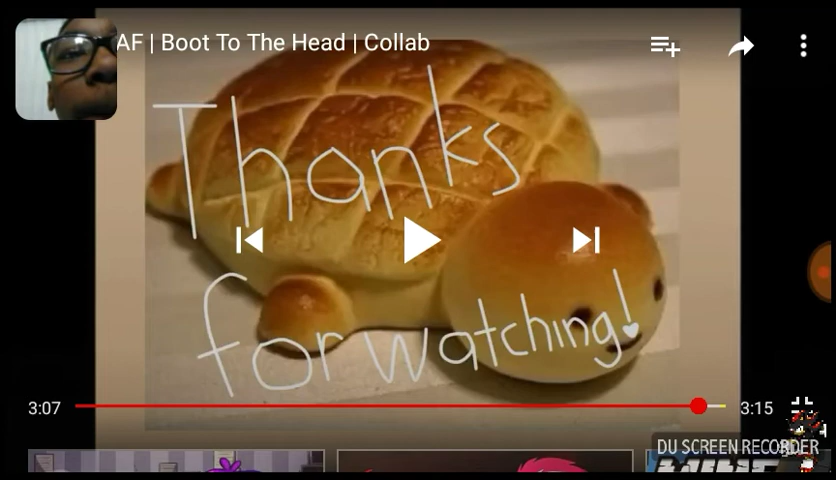 AF | Boot To The Head | Collab
Thanks
for watching!
3:07
3:15
DU SCREEN RECORDER